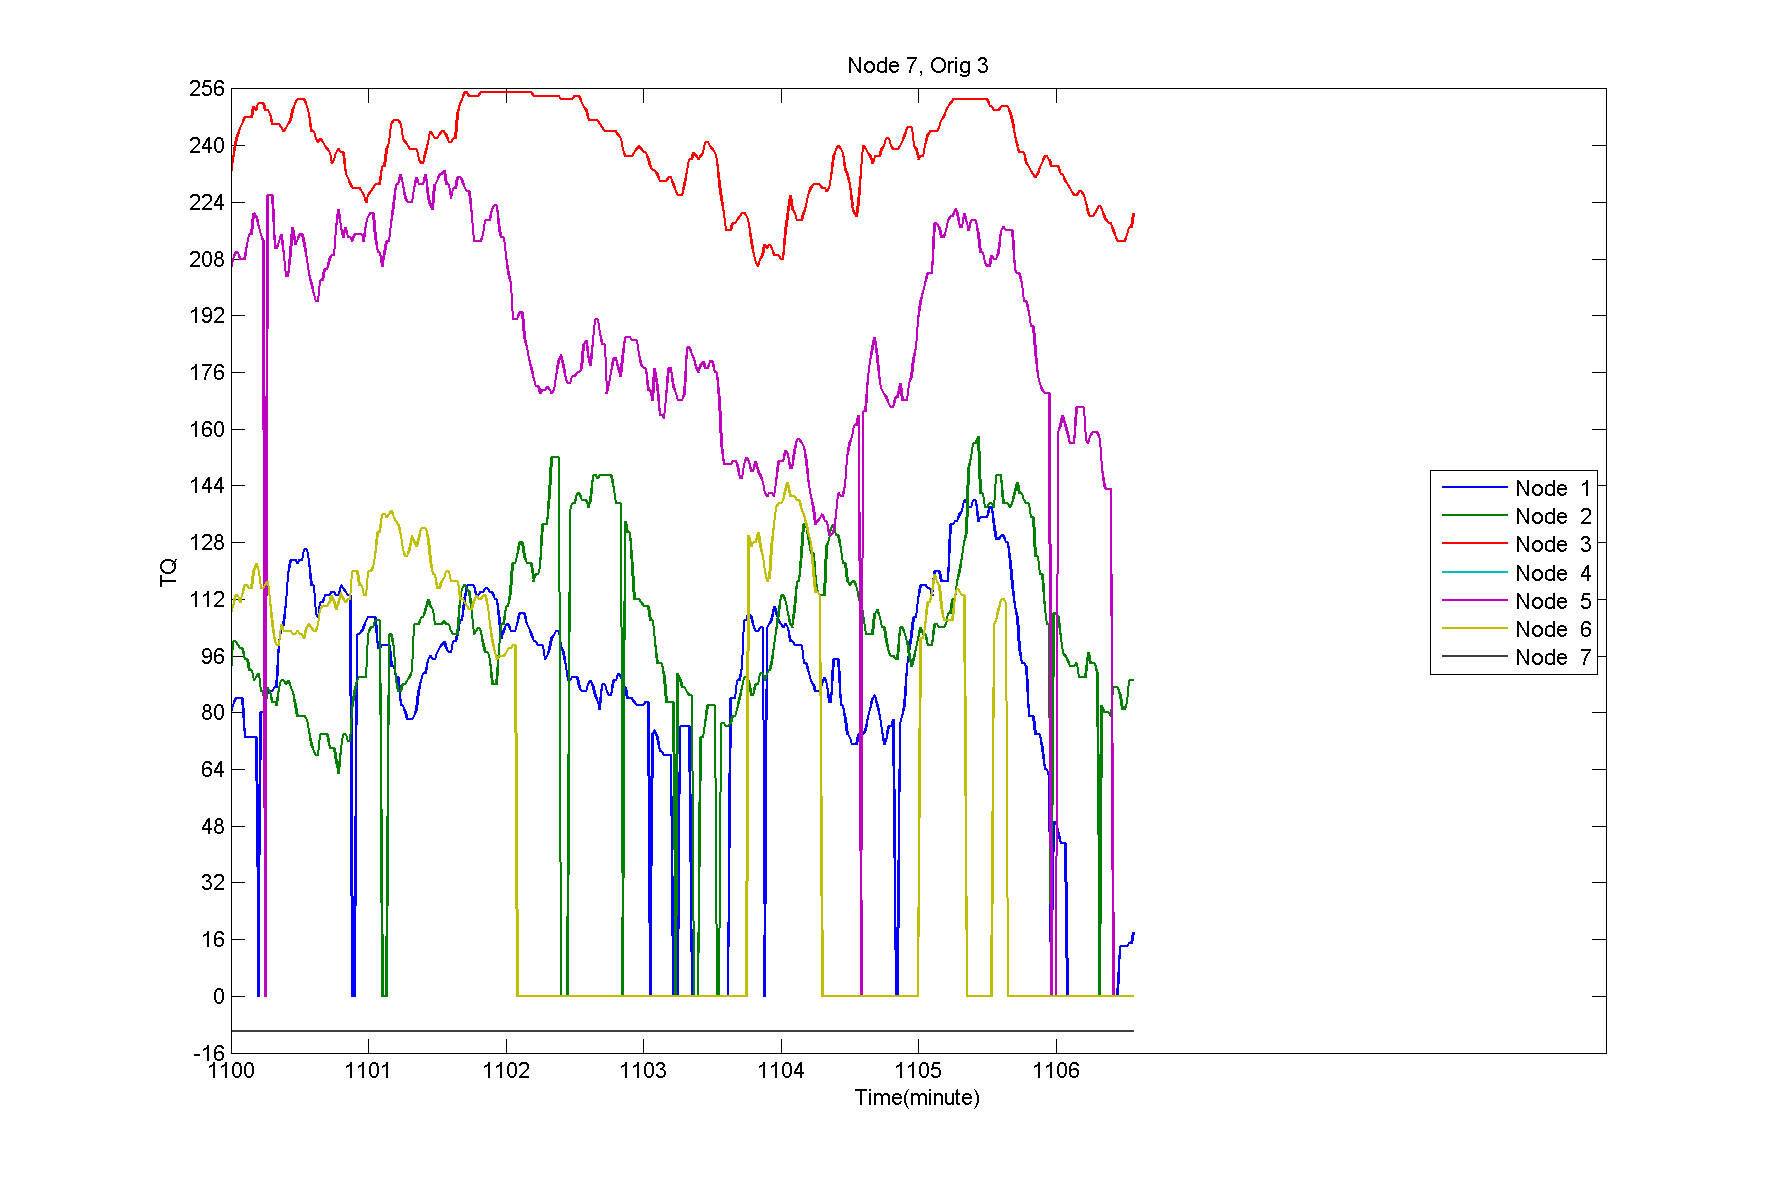 Node 7, Orig 3
256
240
224
208
192
176
160
144
128
112
96
80
64
48
32
16
0
-16
TQ
1100 1101 1102 1103 1104 1105 1106
Time(minute)
Node 1
Node 2
Node 3
Node 4
Node 5
Node 6
Node 7